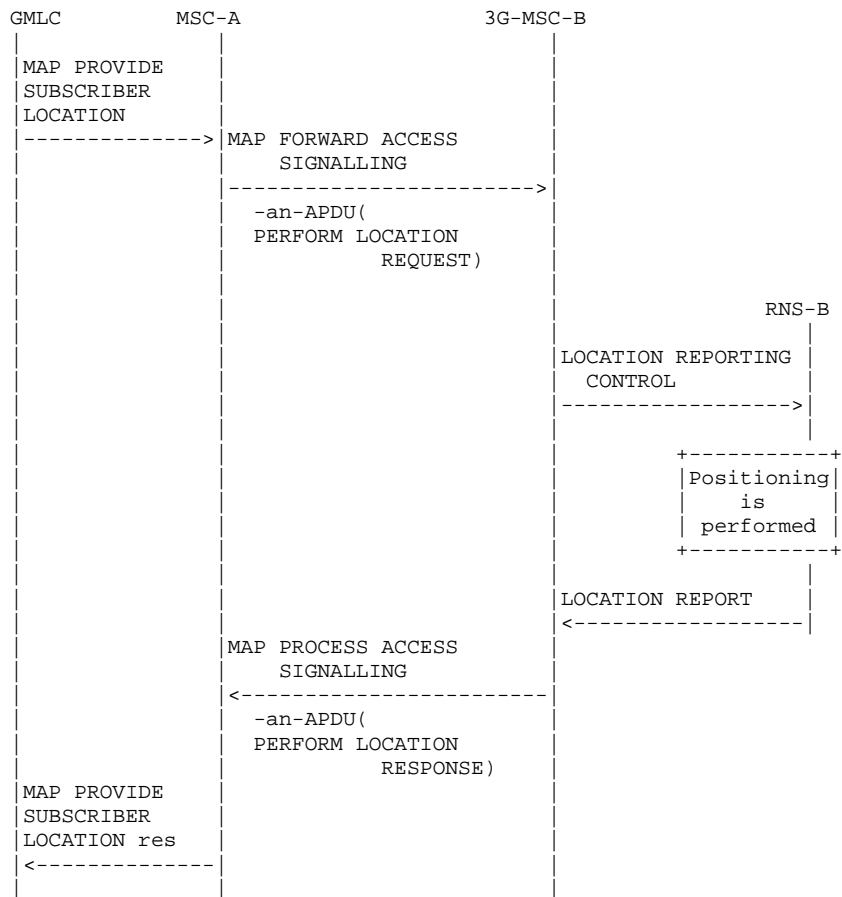 GMLC MSC-A 3G-MSC-B
MAP PROVIDE
SUBSCRIBER
LOCATION
MAP FORWARD ACCESS
SIGNALLING
-an-APDU(
PERFORM LOCATION
REQUEST)
RNS-B
LOCATION REPORTING
CONTROL
Positioning
is
performed
LOCATION REPORT
MAP PROCESS ACCESS
SIGNALLING
-an-APDU(
PERFORM LOCATION
RESPONSE)
MAP PROVIDE
SUBSCRIBER
LOCATION res